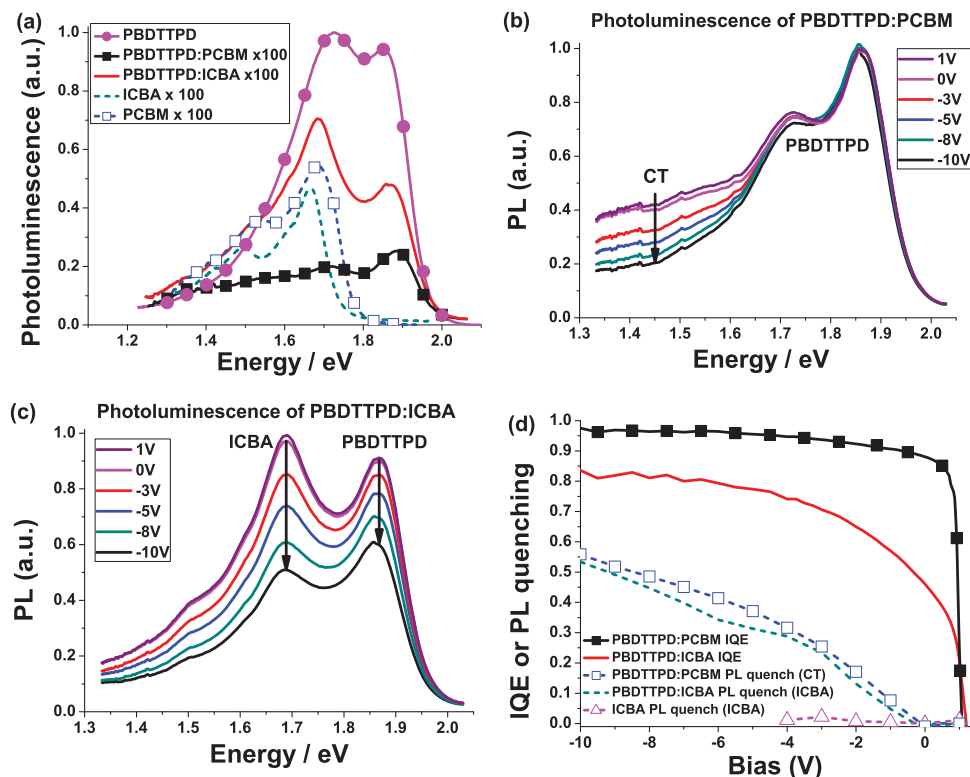 (a)
PBDTTPD
PBDTTPD:PCBM x100
PBDTTPD:ICBA x100
ICBA x 100
PCBM x 100
Photoluminescence (a.u.)
1.0
0.8
0.6
0.4
0.2
0.0
1.2 1.4 1.6 1.8 2.0
Energy / eV
(b)
Photoluminescence of PBDTTPD:PCBM
1V
0V
-3V
-5V
-8V
-10V
CT
PBDTTPD
PL (a.u.)
1.0
0.8
0.6
0.4
0.2
0.0
1.3 1.4 1.5 1.6 1.7 1.8 1.9 2.0
Energy / eV
(c)
Photoluminescence of PBDTTPD:ICBA
1V
0V
-3V
-5V
-8V
-10V
ICBA
PBDTTPD
PL (a.u.)
1.0
0.8
0.6
0.4
0.2
0.0
1.3 1.4 1.5 1.6 1.7 1.8 1.9 2.0
Energy / eV
(d)
IQE or PL quenching
1.0
0.9
0.8
0.7
0.6
0.5
0.4
0.3
0.2
0.1
0.0
PBDTTPD:PCBM IQE
PBDTTPD:ICBA IQE
PBDTTPD:PCBM PL quench (CT)
PBDTTPD:ICBA PL quench (ICBA)
ICBA PL quench (ICBA)
-10 -8 -6 -4 -2 0
Bias (V)